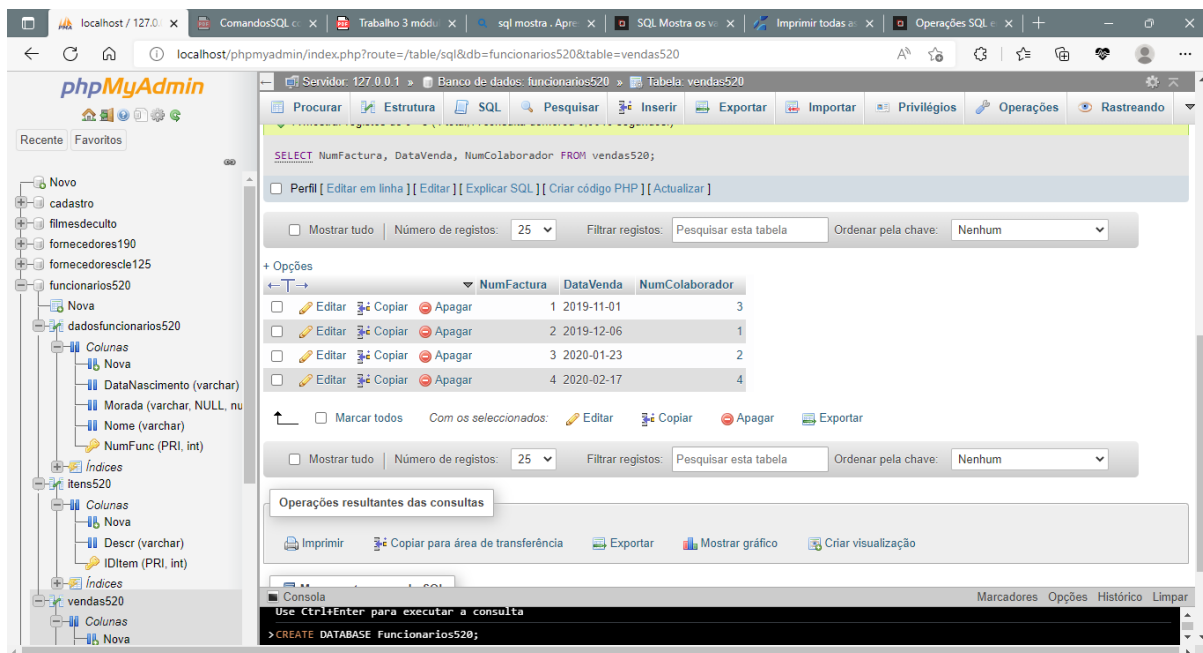 localhost / 127.0.
ComandosSQL c
Trabalho 3 módu
sql mostra . Apre
SQL Mostra os va
Imprimir todas as
Operações SQL e
localhost/phpmyadmin/index.php?route=/table/sql&db=funcionarios520&table=vendas520
phpMyAdmin
Recente Favoritos
Novo
cadastro
filmesdeculto
fornecedores190
fornecedorescle125
funcionarios520
Nova
dadosfuncionarios520
Colunas
Nova
DataNascimento (varchar)
Morada (varchar, NULL, nu
Nome (varchar)
NumFunc (PRI, int)
Índices
itens520
Colunas
Nova
Descr (varchar)
IDItem (PRI, int)
Índices
vendas520
Colunas
Nova
Servidor: 127.0.0.1 » Banco de dados: funcionarios520 » Tabela: vendas520
Procurar Estrutura SQL Pesquisar Inserir Exportar Importar Privilégios Operações Rastreando
SELECT NumFactura, DataVenda, NumColaborador FROM vendas520;
Perfil [ Editar em linha ] [ Editar ] [ Explicar SQL ] [ Criar código PHP ] [ Actualizar ]
Mostrar tudo | Número de registos: 25 Filtrar registos: Pesquisar esta tabela Ordenar pela chave: Nenhum
+ Opções
←T→ NumFactura DataVenda NumColaborador
Editar Copiar Apagar 1 2019-11-01 3
Editar Copiar Apagar 2 2019-12-06 1
Editar Copiar Apagar 3 2020-01-23 2
Editar Copiar Apagar 4 2020-02-17 4
Marcar todos Com os seleccionados: Editar Copiar Apagar Exportar
Mostrar tudo | Número de registos: 25 Filtrar registos: Pesquisar esta tabela Ordenar pela chave: Nenhum
Operações resultantes das consultas
Imprimir Copiar para área de transferência Exportar Mostrar gráfico Criar visualização
Consola Marcadores Opções Histórico Limpar
Use Ctrl+Enter para executar a consulta
>CREATE DATABASE Funcionarios520;